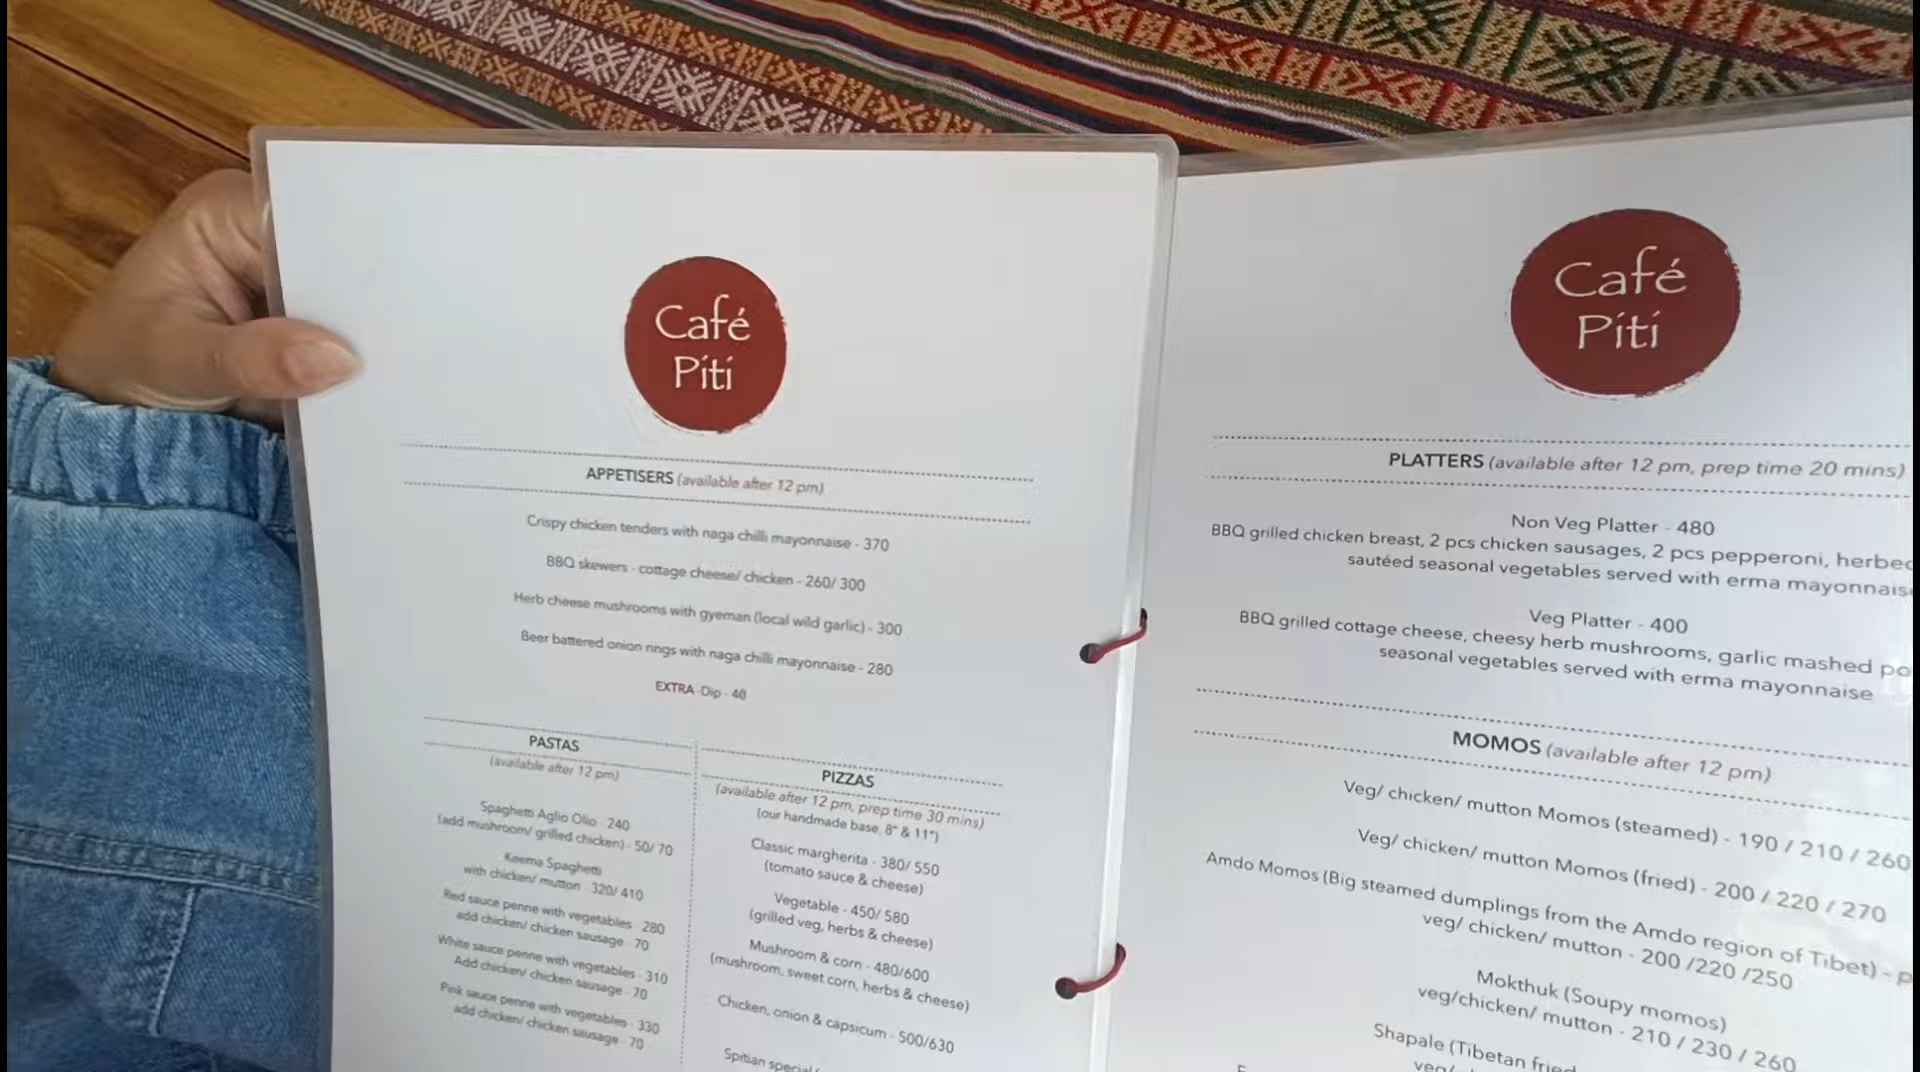 Café
Piti
APPETISERS (available after 12 pm)
Crispy chicken tenders with naga chilli mayonnaise - 370
BBQ skewers - cottage cheese/ chicken - 260/ 300
Herb cheese mushrooms with gyeman (local wild garlic) - 300
Beer battered onion rings with naga chilli mayonnaise - 280
EXTRA -Dip - 40
PASTAS
(available after 12 pm)
Spaghetti Aglio Olio - 240
(add mushroom/ grilled chicken) - 50/ 70
Keema Spaghetti
with chicken/ mutton - 320/ 410
Red sauce penne with vegetables - 280
add chicken/ chicken sausage - 70
White sauce penne with vegetables - 310
Add chicken/ chicken sausage - 70
Pink sauce penne with vegetables - 330
add chicken/ chicken sausage - 70
PIZZAS
(available after 12 pm, prep time 30 mins)
(our handmade base, 8" & 11")
Classic margherita - 380/ 550
(tomato sauce & cheese)
Vegetable - 450/ 580
(grilled veg, herbs & cheese)
Mushroom & corn - 480/600
(mushroom, sweet corn, herbs & cheese)
Chicken, onion & capsicum - 500/630
Spitian special
Café
Piti
PLATTERS (available after 12 pm, prep time 20 mins)
Non Veg Platter - 480
BBQ grilled chicken breast, 2 pcs chicken sausages, 2 pcs pepperoni, herbed
sautéed seasonal vegetables served with erma mayonnais
Veg Platter - 400
BBQ grilled cottage cheese, cheesy herb mushrooms, garlic mashed po
seasonal vegetables served with erma mayonnaise
MOMOS (available after 12 pm)
Veg/ chicken/ mutton Momos (steamed) - 190 / 210 / 260
Veg/ chicken/ mutton Momos (fried) - 200 / 220 / 270
Amdo Momos (Big steamed dumplings from the Amdo region of Tibet) - p
veg/ chicken/ mutton - 200 /220 /250
Mokthuk (Soupy momos)
veg/chicken/ mutton - 210 / 230 / 260
Shapale (Tibetan fried
veg/